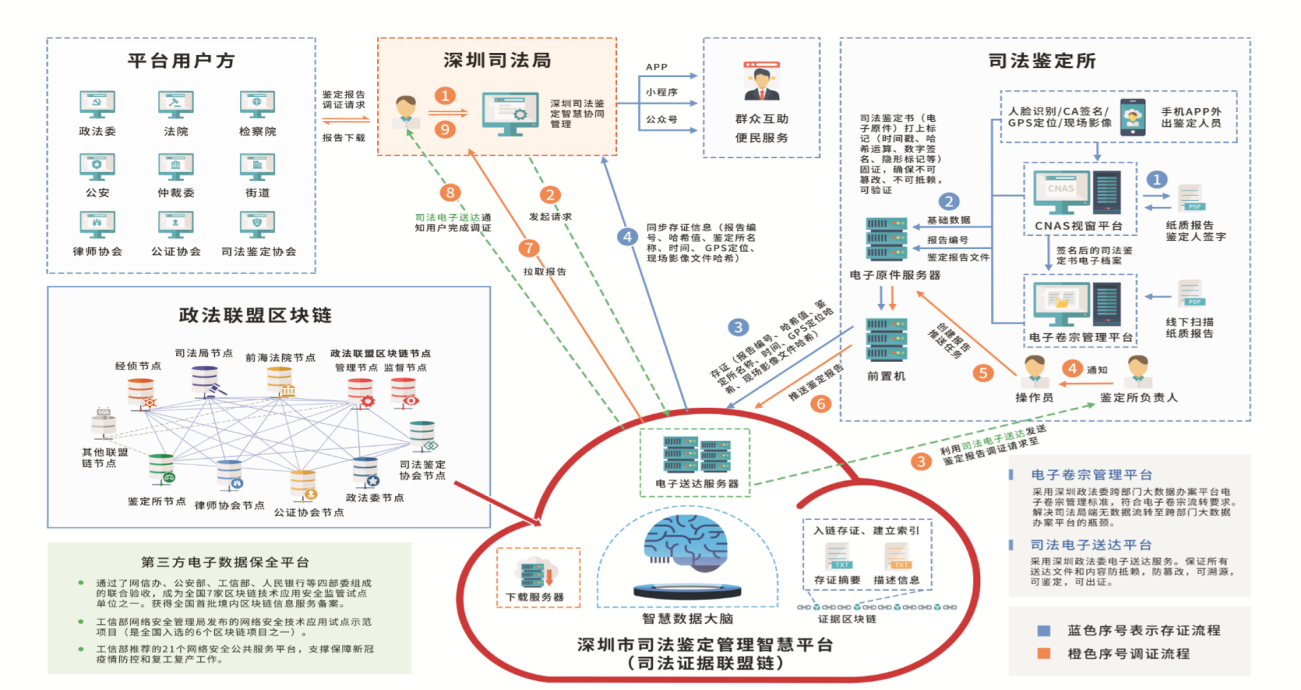 平台用户方
政法委
法院
检察院
公安
仲裁委
街道
律师协会
公证协会
司法鉴定协会
鉴定报告
调证请求
报告下载
深圳司法局
1
9
深圳司法鉴
定智慧协同
管理
APP
小程序
公众号
群众互助
便民服务
司法鉴定所
司法鉴定书（电
子原件）打上标
记（时间戳、哈
希运算、数字签
名、隐形标记等）
固证，确保不可
篡改、不可抵赖，
可验证
人脸识别/CA签名/
GPS定位/现场影像
手机APP外
出鉴定人员
CNAS
CNAS视窗平台
1
PDF
纸质报告
鉴定人签字
2
基础数据
报告编号
鉴定报告文件
签名后的司法鉴
定书电子档案
电子原件服务器
电子卷宗管理平台
PDF
线下扫描
纸质报告
前置机
创建报告
推送任务
5
操作员
4
通知
鉴定所负责人
8
司法电子送达通
知用户完成调证
2
发起请求
7
拉取报告
4
同步存证信息（报告编
号、哈希值、鉴定所名
称、时间、GPS定位、
现场影像文件哈希）
3
存证（报告编号、哈希值、鉴
定所名称、时间、GPS定位哈
希、现场影像文件哈希）
推送鉴定报告
6
3
利用司法电子送达发送
鉴定报告调证请求至
政法联盟区块链
经侦节点
司法局节点
前海法院节点
政法联盟区块链节点
管理节点 监督节点
其他联盟
链节点
鉴定所节点
律师协会节点
公证协会节点
政法委节点
司法鉴定
协会节点
电子送达服务器
下载服务器
智慧数据大脑
入链存证、建立索引
TXT
TXT
存证摘要
描述信息
证据区块链
深圳市司法鉴定管理智慧平台
（司法证据联盟链）
第三方电子数据保全平台
通过了网信办、公安部、工信部、人民银行等四部委组成
的联合验收，成为全国7家区块链技术应用安全监管试点
单位之一。获得全国首批境内区块链信息服务备案。
工信部网络安全管理局发布的网络安全技术应用试点示范
项目（是全国入选的6个区块链项目之一）。
工信部推荐的21个网络安全公共服务平台，支撑保障新冠
疫情防控和复工复产工作。
电子卷宗管理平台
采用深圳政法委跨部门大数据办案平台电
子卷宗管理标准，符合电子卷宗流转要求。
解决司法局端无数据流转至跨部门大数据
办案平台的瓶颈。
司法电子送达平台
采用深圳政法委电子送达服务。保证所有
送达文件和内容防抵赖，防篡改，可溯源，
可鉴定，可出证。
蓝色序号表示存证流程
橙色序号调证流程